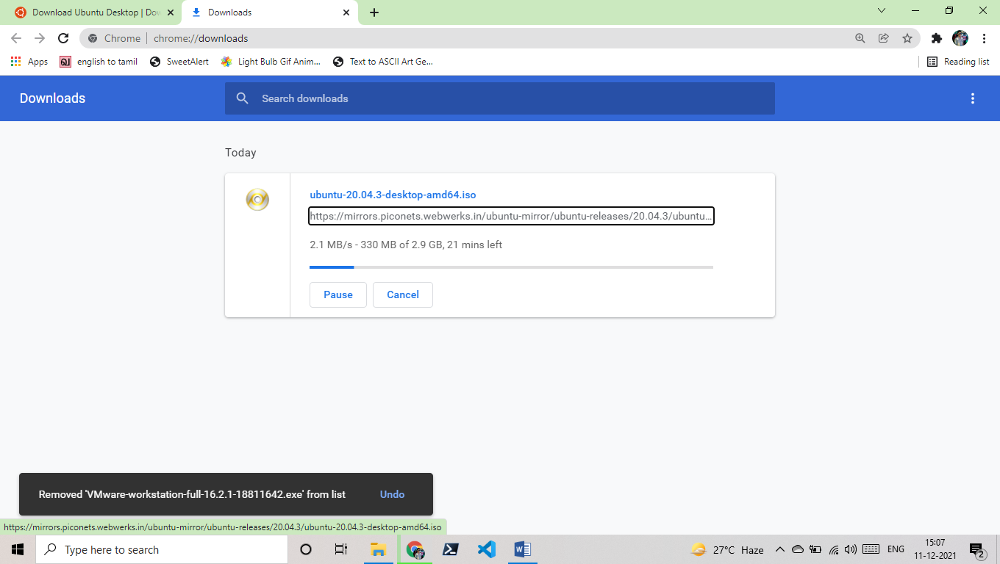 Download Ubuntu Desktop | Dow
Downloads
Chrome
chrome://downloads
Apps
english to tamil
SweetAlert
Light Bulb Gif Anim...
Text to ASCII Art Ge...
Reading list
Downloads
Search downloads
Today
ubuntu-20.04.3-desktop-amd64.iso
https://mirrors.piconets.webwerks.in/ubuntu-mirror/ubuntu-releases/20.04.3/ubuntu...
2.1 MB/s - 330 MB of 2.9 GB, 21 mins left
Pause
Cancel
Removed 'VMware-workstation-full-16.2.1-18811642.exe' from list
Undo
https://mirrors.piconets.webwerks.in/ubuntu-mirror/ubuntu-releases/20.04.3/ubuntu-20.04.3-desktop-amd64.iso
Type here to search
27°C Haze
ENG
15:07
11-12-2021
2